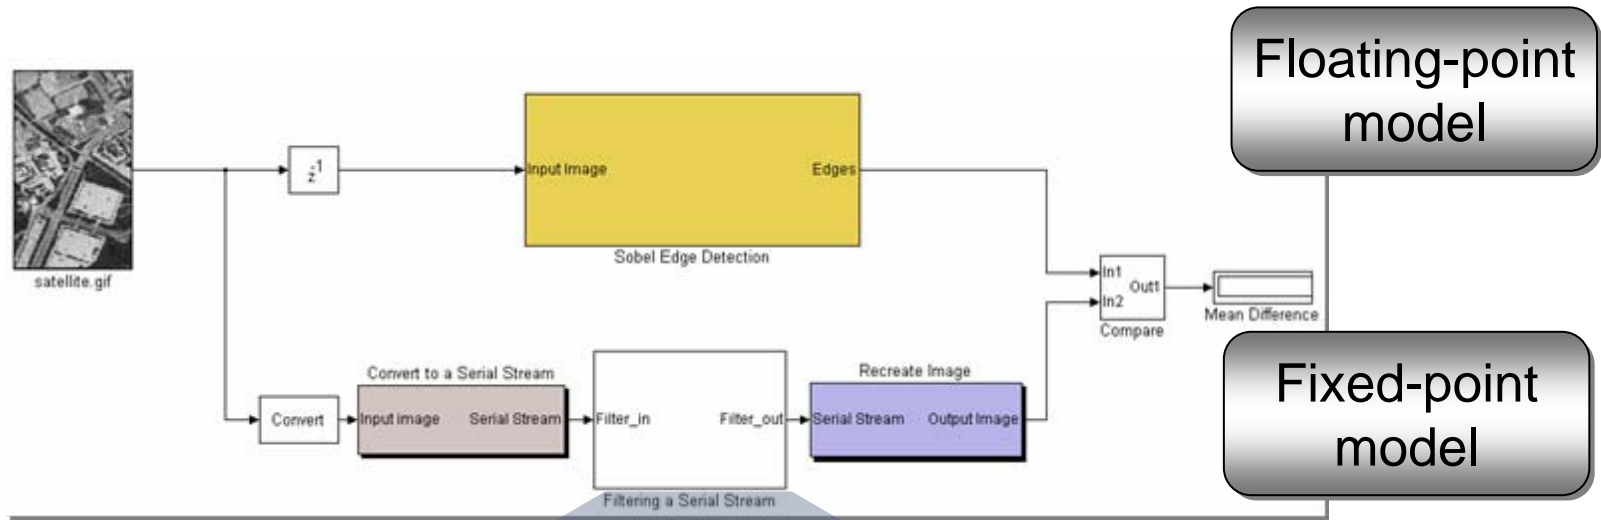 Floating-point
model
z-1
Input Image
Edges
Sobel Edge Detection
satellite.gif
In1
Out1
In2
Compare
Mean Difference
Convert to a Serial Stream
Recreate Image
Convert
Input image
Serial Stream
Filter_in
Filter_out
Serial Stream
Output Image
Filtering a Serial Stream
Fixed-point
model